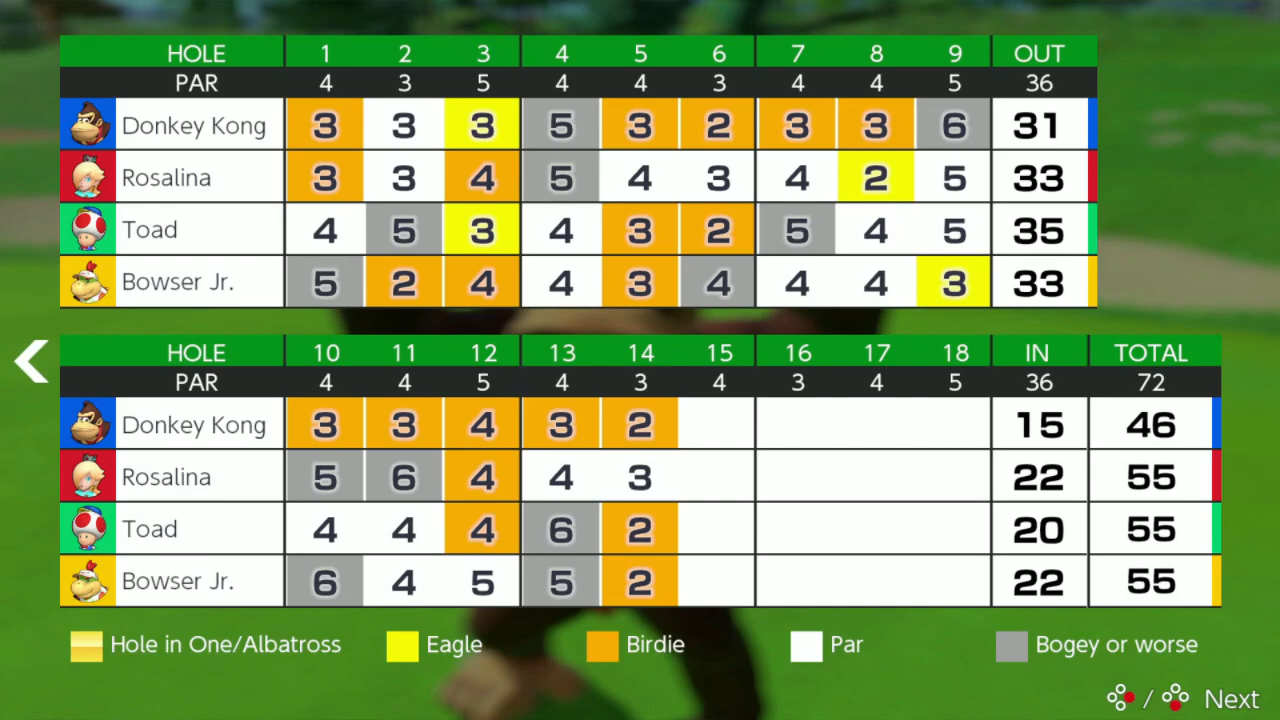 HOLE 1 2 3 4 5 6 7 8 9 OUT
PAR 4 3 5 4 4 3 4 4 5 36
Donkey Kong 3 3 3 5 3 2 3 3 6 31
Rosalina 3 3 4 5 4 3 4 2 5 33
Toad 4 5 3 4 3 2 5 4 5 35
Bowser Jr. 5 2 4 4 3 4 4 4 3 33
HOLE 10 11 12 13 14 15 16 17 18 IN TOTAL
PAR 4 4 5 4 3 4 3 4 5 36 72
Donkey Kong 3 3 4 3 2 15 46
Rosalina 5 6 4 4 3 22 55
Toad 4 4 4 6 2 20 55
Bowser Jr. 6 4 5 5 2 22 55
Hole in One/Albatross Eagle Birdie Par Bogey or worse
/ Next